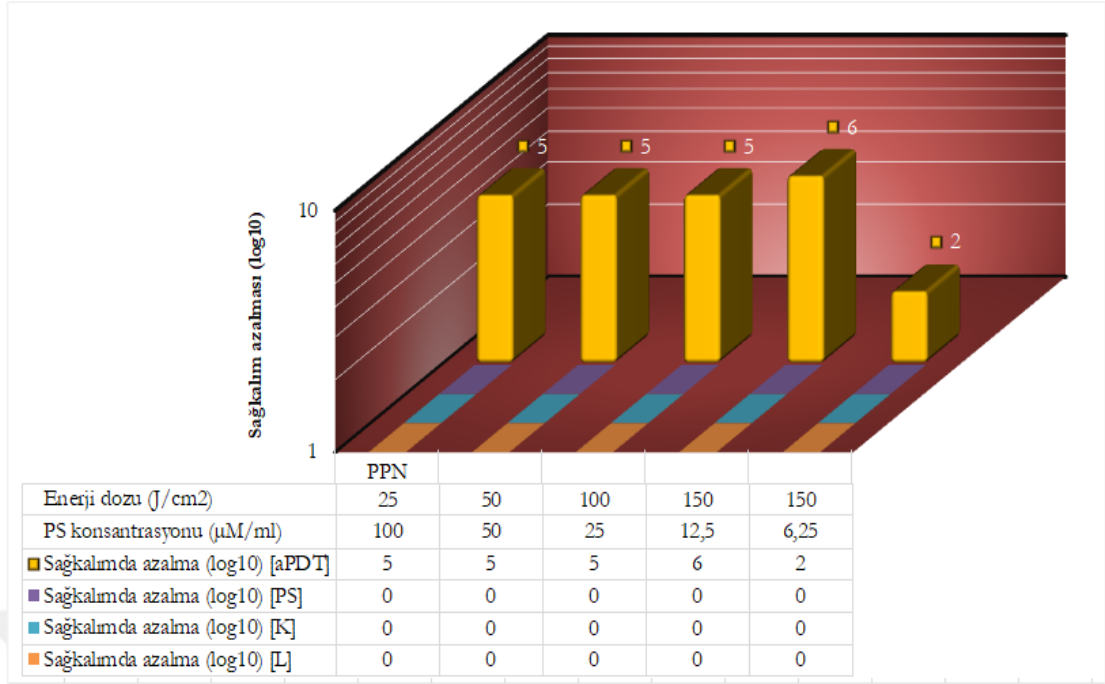 Sağkalım azalması (log10)
10
1
5
5
5
6
2
PPN
Enerji dozu (J/cm2) 25 50 100 150 150
PS konsantrasyonu (µM/ml) 100 50 25 12,5 6,25
Sağkalımda azalma (log10) [aPDT] 5 5 5 6 2
Sağkalımda azalma (log10) [PS] 0 0 0 0 0
Sağkalımda azalma (log10) [K] 0 0 0 0 0
Sağkalımda azalma (log10) [L] 0 0 0 0 0